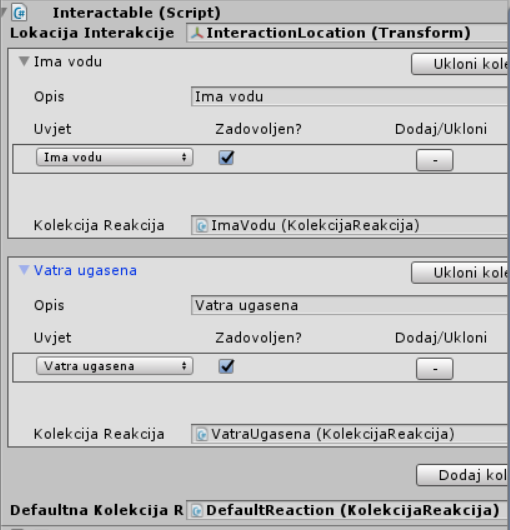 Interactable (Script)
Lokacija Interakcije InteractionLocation (Transform)
Ima vodu Ukloni kole
Opis Ima vodu
Uvjet Zadovoljen? Dodaj/Ukloni
Ima vodu -
Kolekcija Reakcija ImaVodu (KolekcijaReakcija)
Vatra ugasena Ukloni kole
Opis Vatra ugasena
Uvjet Zadovoljen? Dodaj/Ukloni
Vatra ugasena -
Kolekcija Reakcija VatraUgasena (KolekcijaReakcija)
Dodaj kol
Defaultna Kolekcija R DefaultReaction (KolekcijaReakcija)